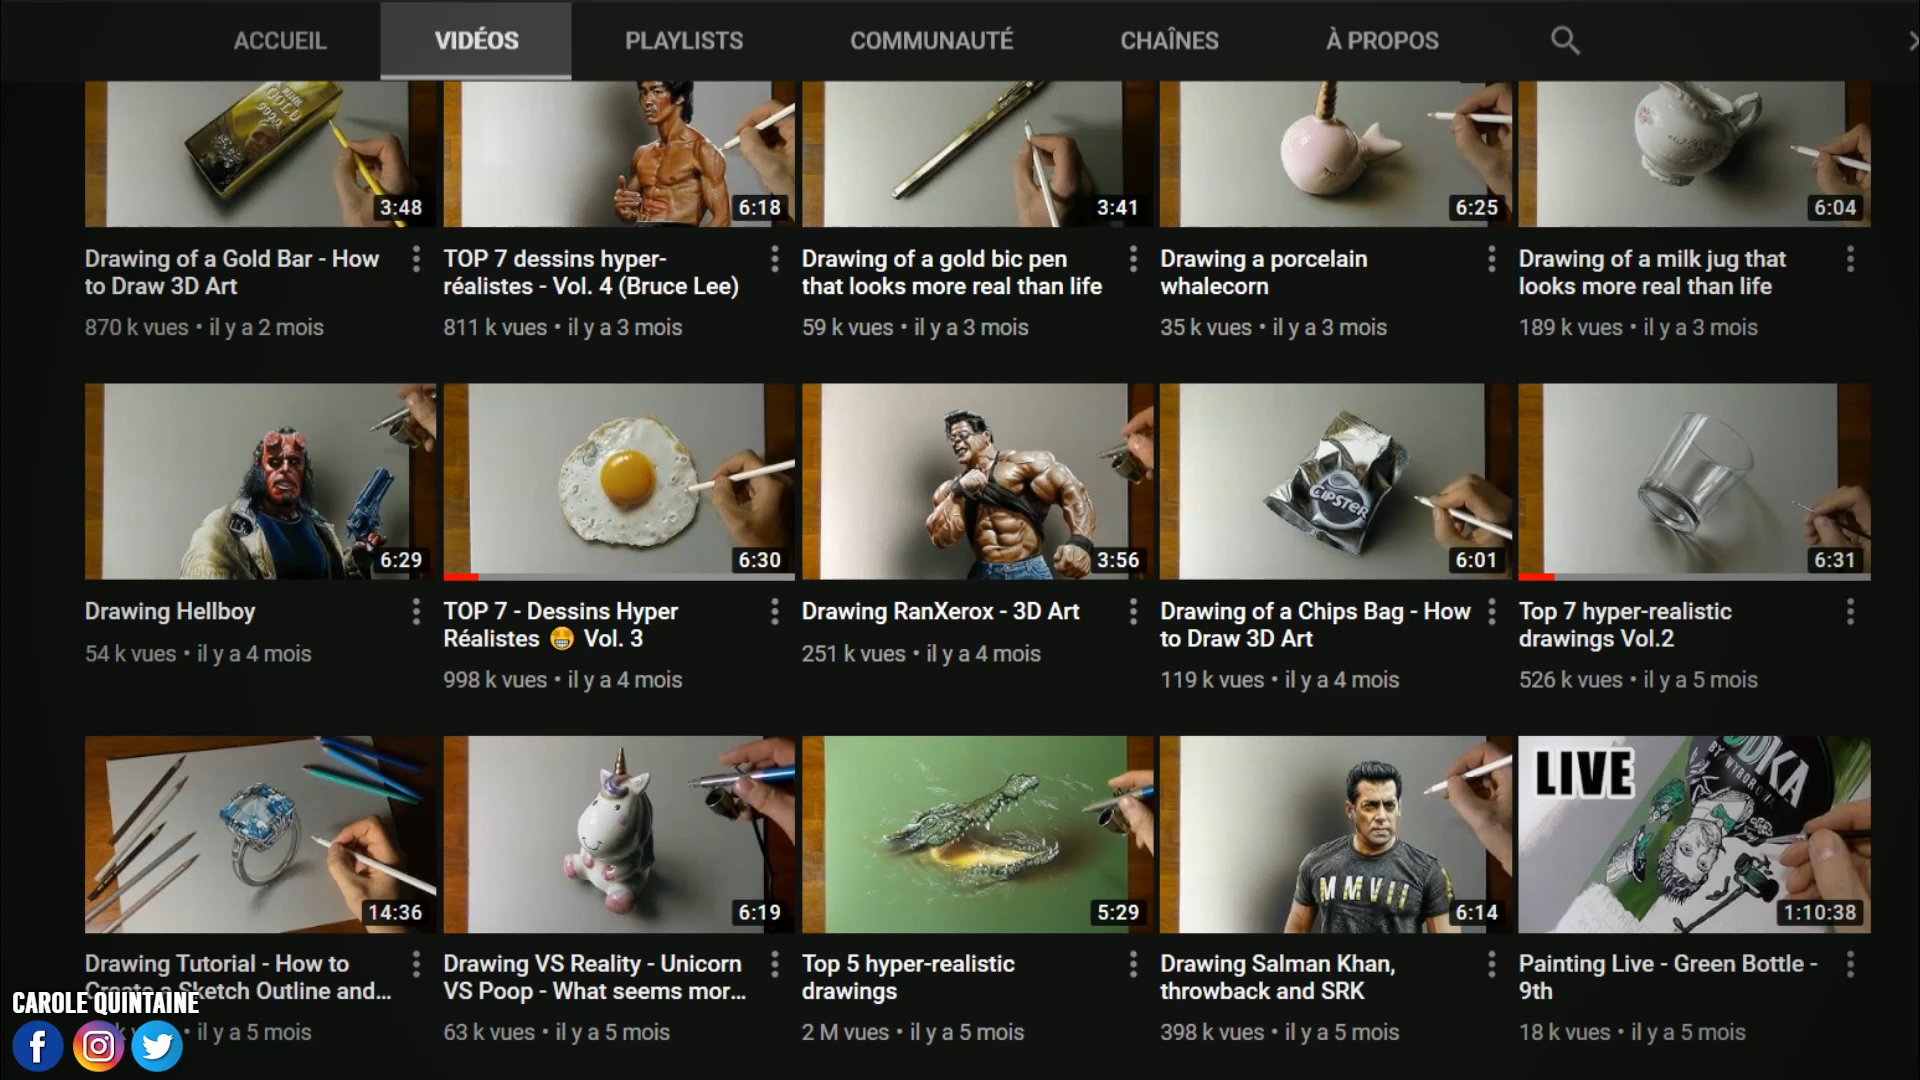 ACCUEIL VIDÉOS PLAYLISTS COMMUNAUTÉ CHAÎNES À PROPOS
3:48
6:18
3:41
6:25
6:04
Drawing of a Gold Bar - How
to Draw 3D Art
870 k vues • il y a 2 mois
TOP 7 dessins hyper-
réalistes - Vol. 4 (Bruce Lee)
811 k vues • il y a 3 mois
Drawing of a gold bic pen
that looks more real than life
59 k vues • il y a 3 mois
Drawing a porcelain
whalecorn
35 k vues • il y a 3 mois
Drawing of a milk jug that
looks more real than life
189 k vues • il y a 3 mois
6:29
6:30
3:56
CIPSTER
6:01
6:31
Drawing Hellboy
54 k vues • il y a 4 mois
TOP 7 - Dessins Hyper
Réalistes 😁 Vol. 3
998 k vues • il y a 4 mois
Drawing RanXerox - 3D Art
251 k vues • il y a 4 mois
Drawing of a Chips Bag - How
to Draw 3D Art
119 k vues • il y a 4 mois
Top 7 hyper-realistic
drawings Vol.2
526 k vues • il y a 5 mois
14:36
6:19
5:29
MMVII
6:14
LIVE
1:10:38
Drawing Tutorial - How to
Create a Sketch Outline and...
k vues • il y a 5 mois
Drawing VS Reality - Unicorn
VS Poop - What seems mor...
63 k vues • il y a 5 mois
Top 5 hyper-realistic
drawings
2 M vues • il y a 5 mois
Drawing Salman Khan,
throwback and SRK
398 k vues • il y a 5 mois
Painting Live - Green Bottle -
9th
18 k vues • il y a 5 mois
CAROLE QUINTAINE